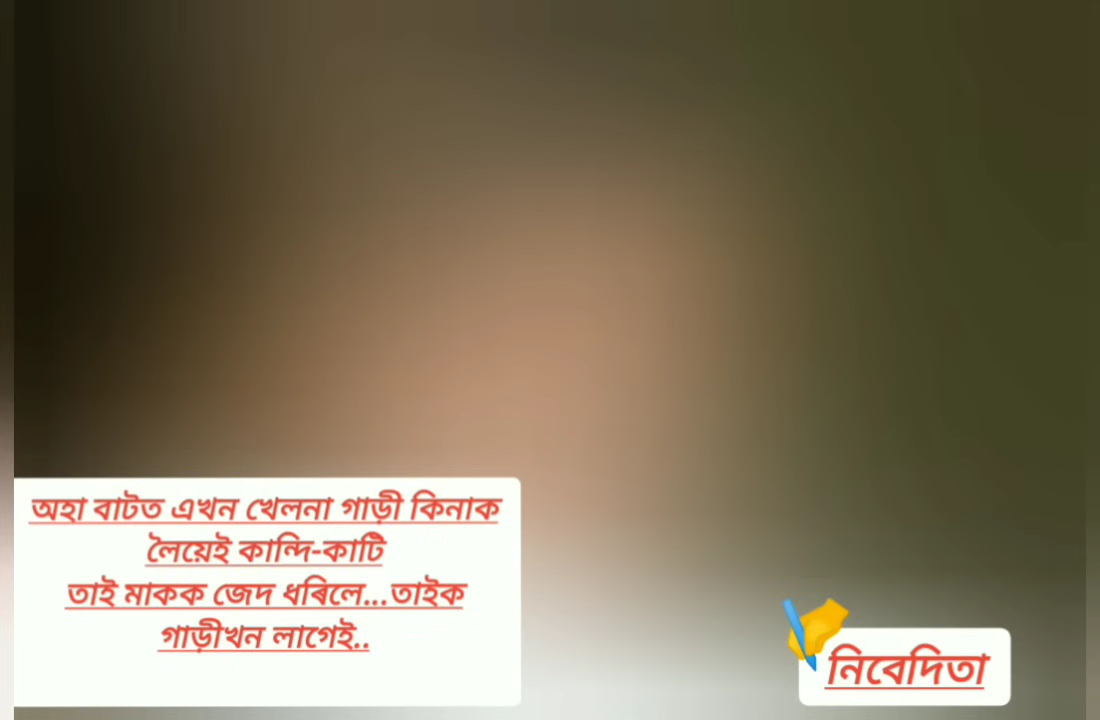 অহা বাটত এখন খেলনা গাড়ী কিনাক
লৈয়েই কান্দি-কাটি
তাই মাকক জেদ ধৰিলে...তাইক
গাড়ীখন লাগেই..
নিবেদিতা